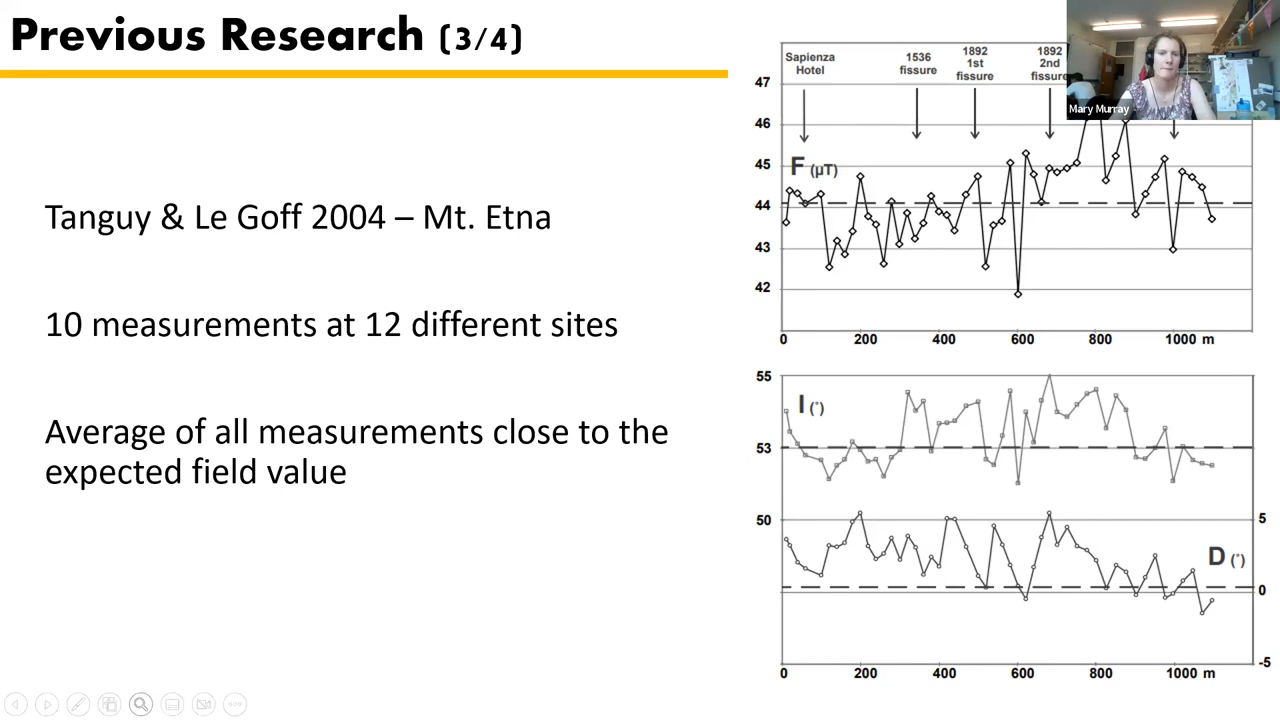 Previous Research (3/4)
Tanguy & Le Goff 2004 – Mt. Etna
10 measurements at 12 different sites
Average of all measurements close to the
expected field value
Sapienza
Hotel
1536
fissure
1892
1st
fissure
1892
2nd
fissure
Mary Murray
47
46
45
44
43
42
F (µT)
0 200 400 600 800 1000 m
55
53
50
I (°)
D (°)
5
0
-5
0 200 400 600 800 1000 m